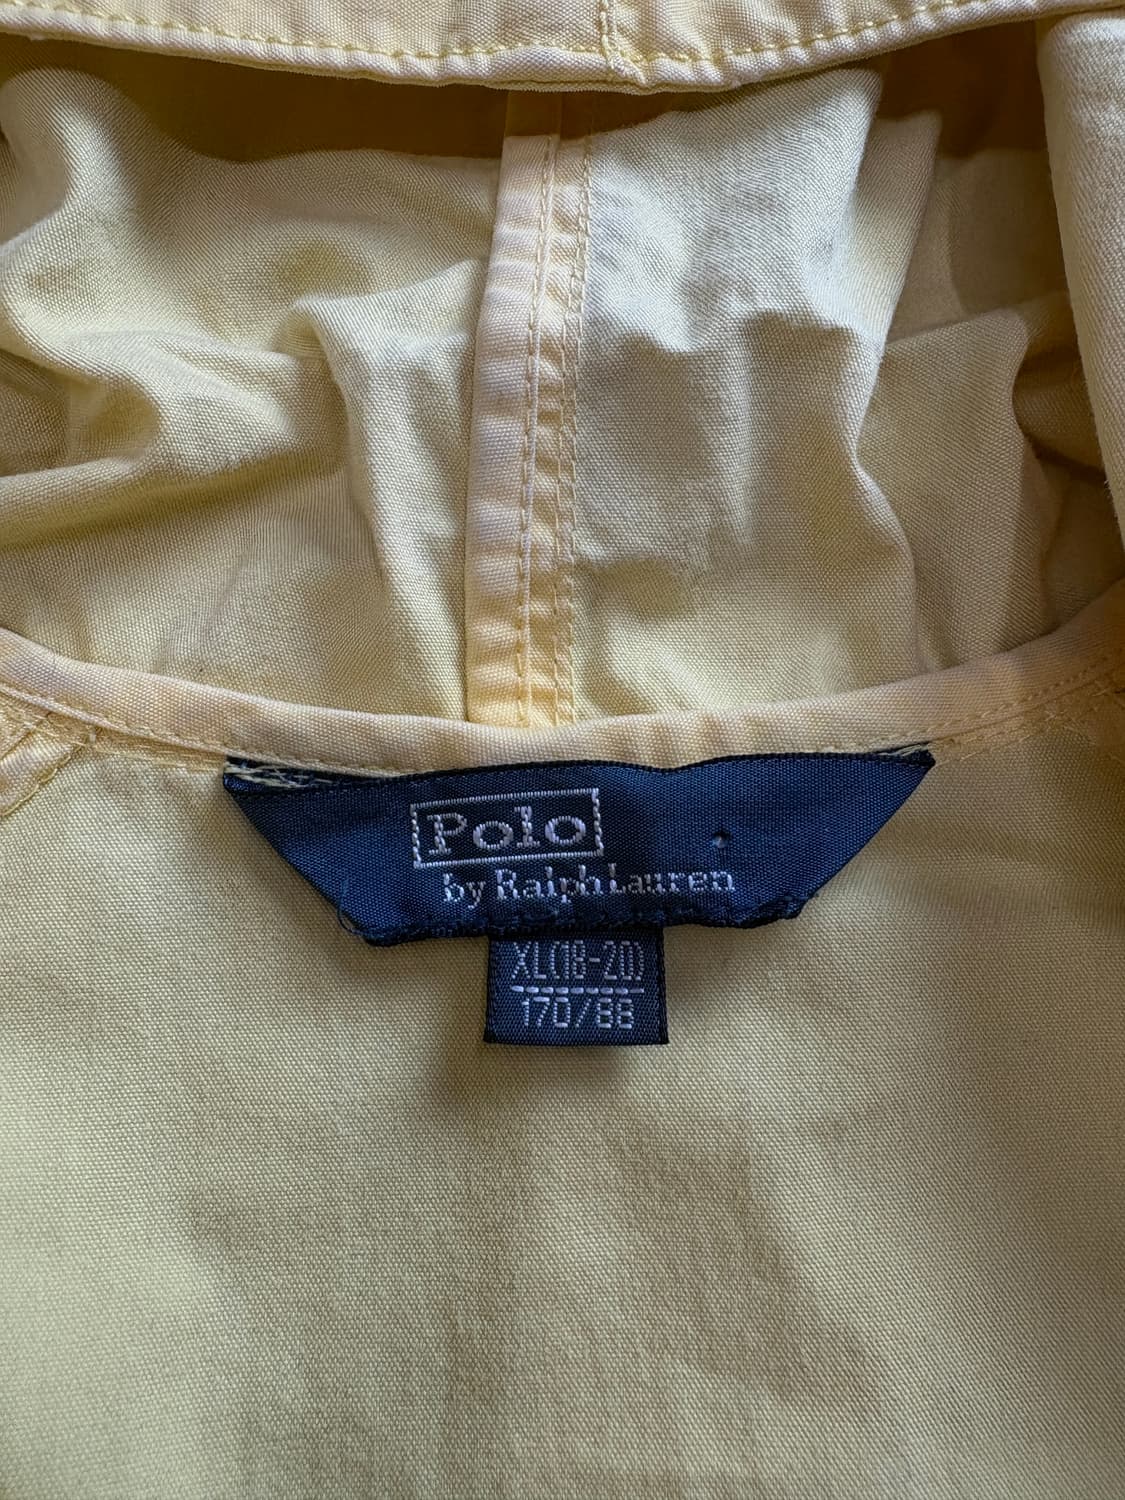 Polo
by Ralph Lauren
XL(18-20)
170/88